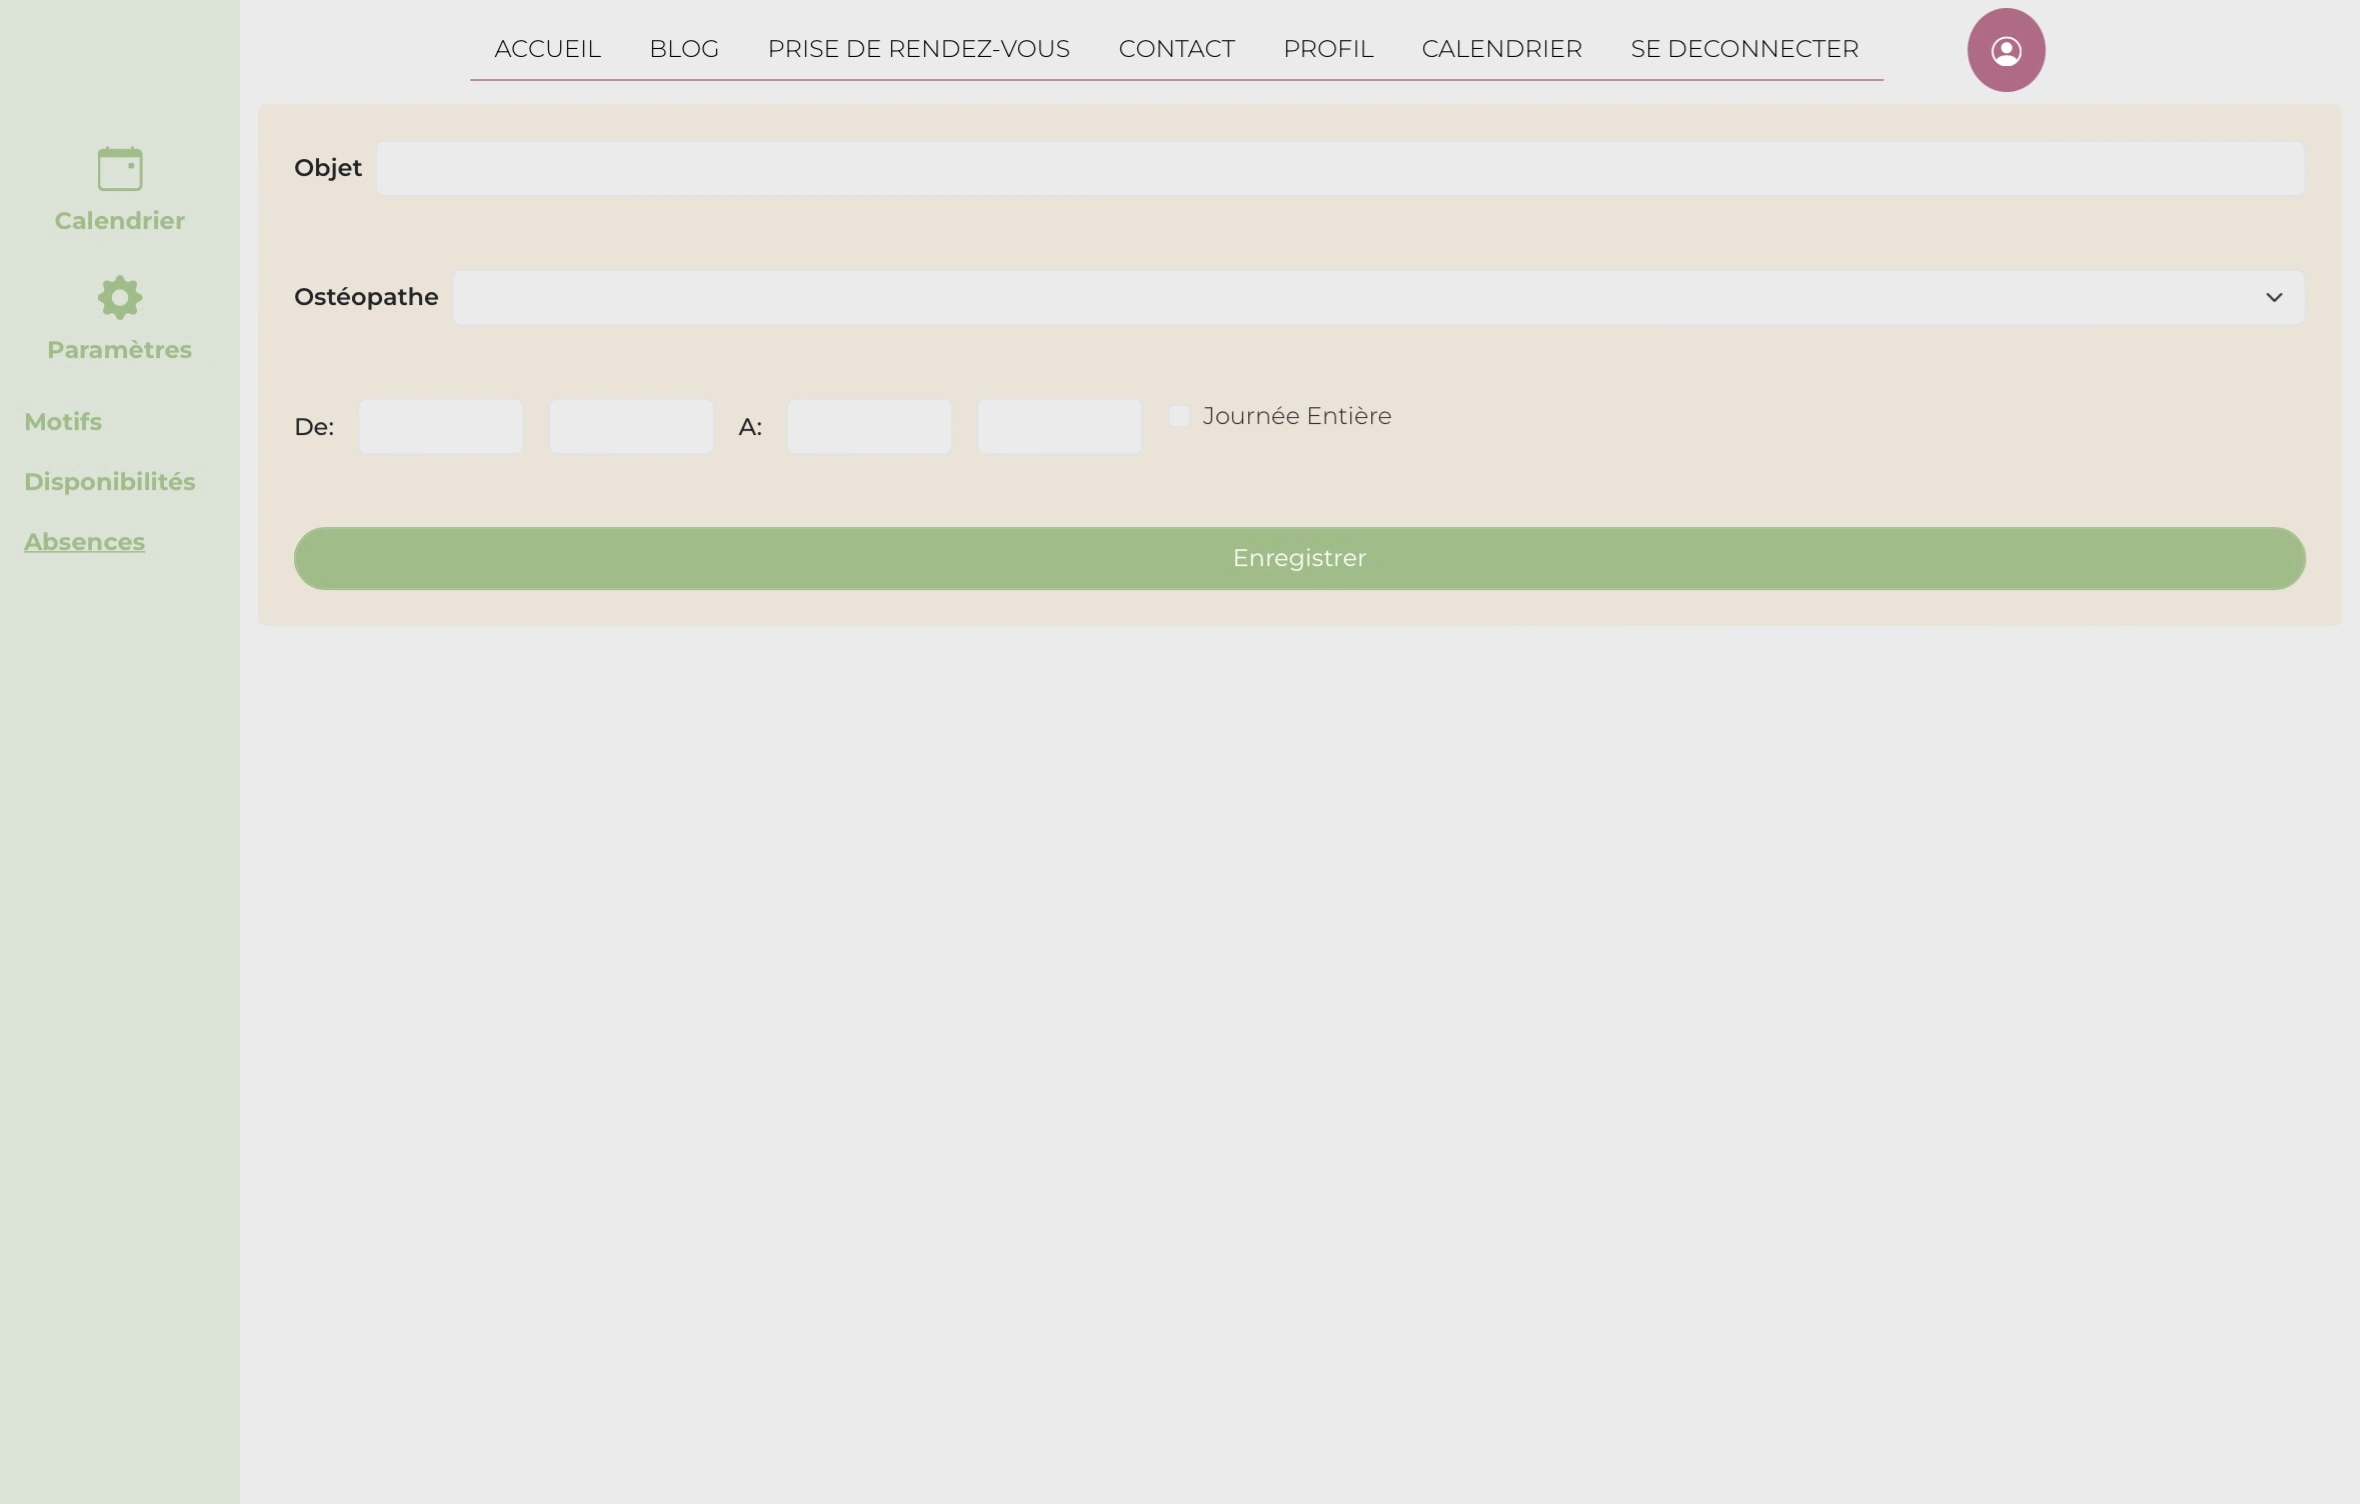 ACCUEIL BLOG PRISE DE RENDEZ-VOUS CONTACT PROFIL CALENDRIER SE DECONNECTER
Calendrier
Paramètres
Motifs
Disponibilités
Absences
Objet
Ostéopathe
De: A: Journée Entière
Enregistrer